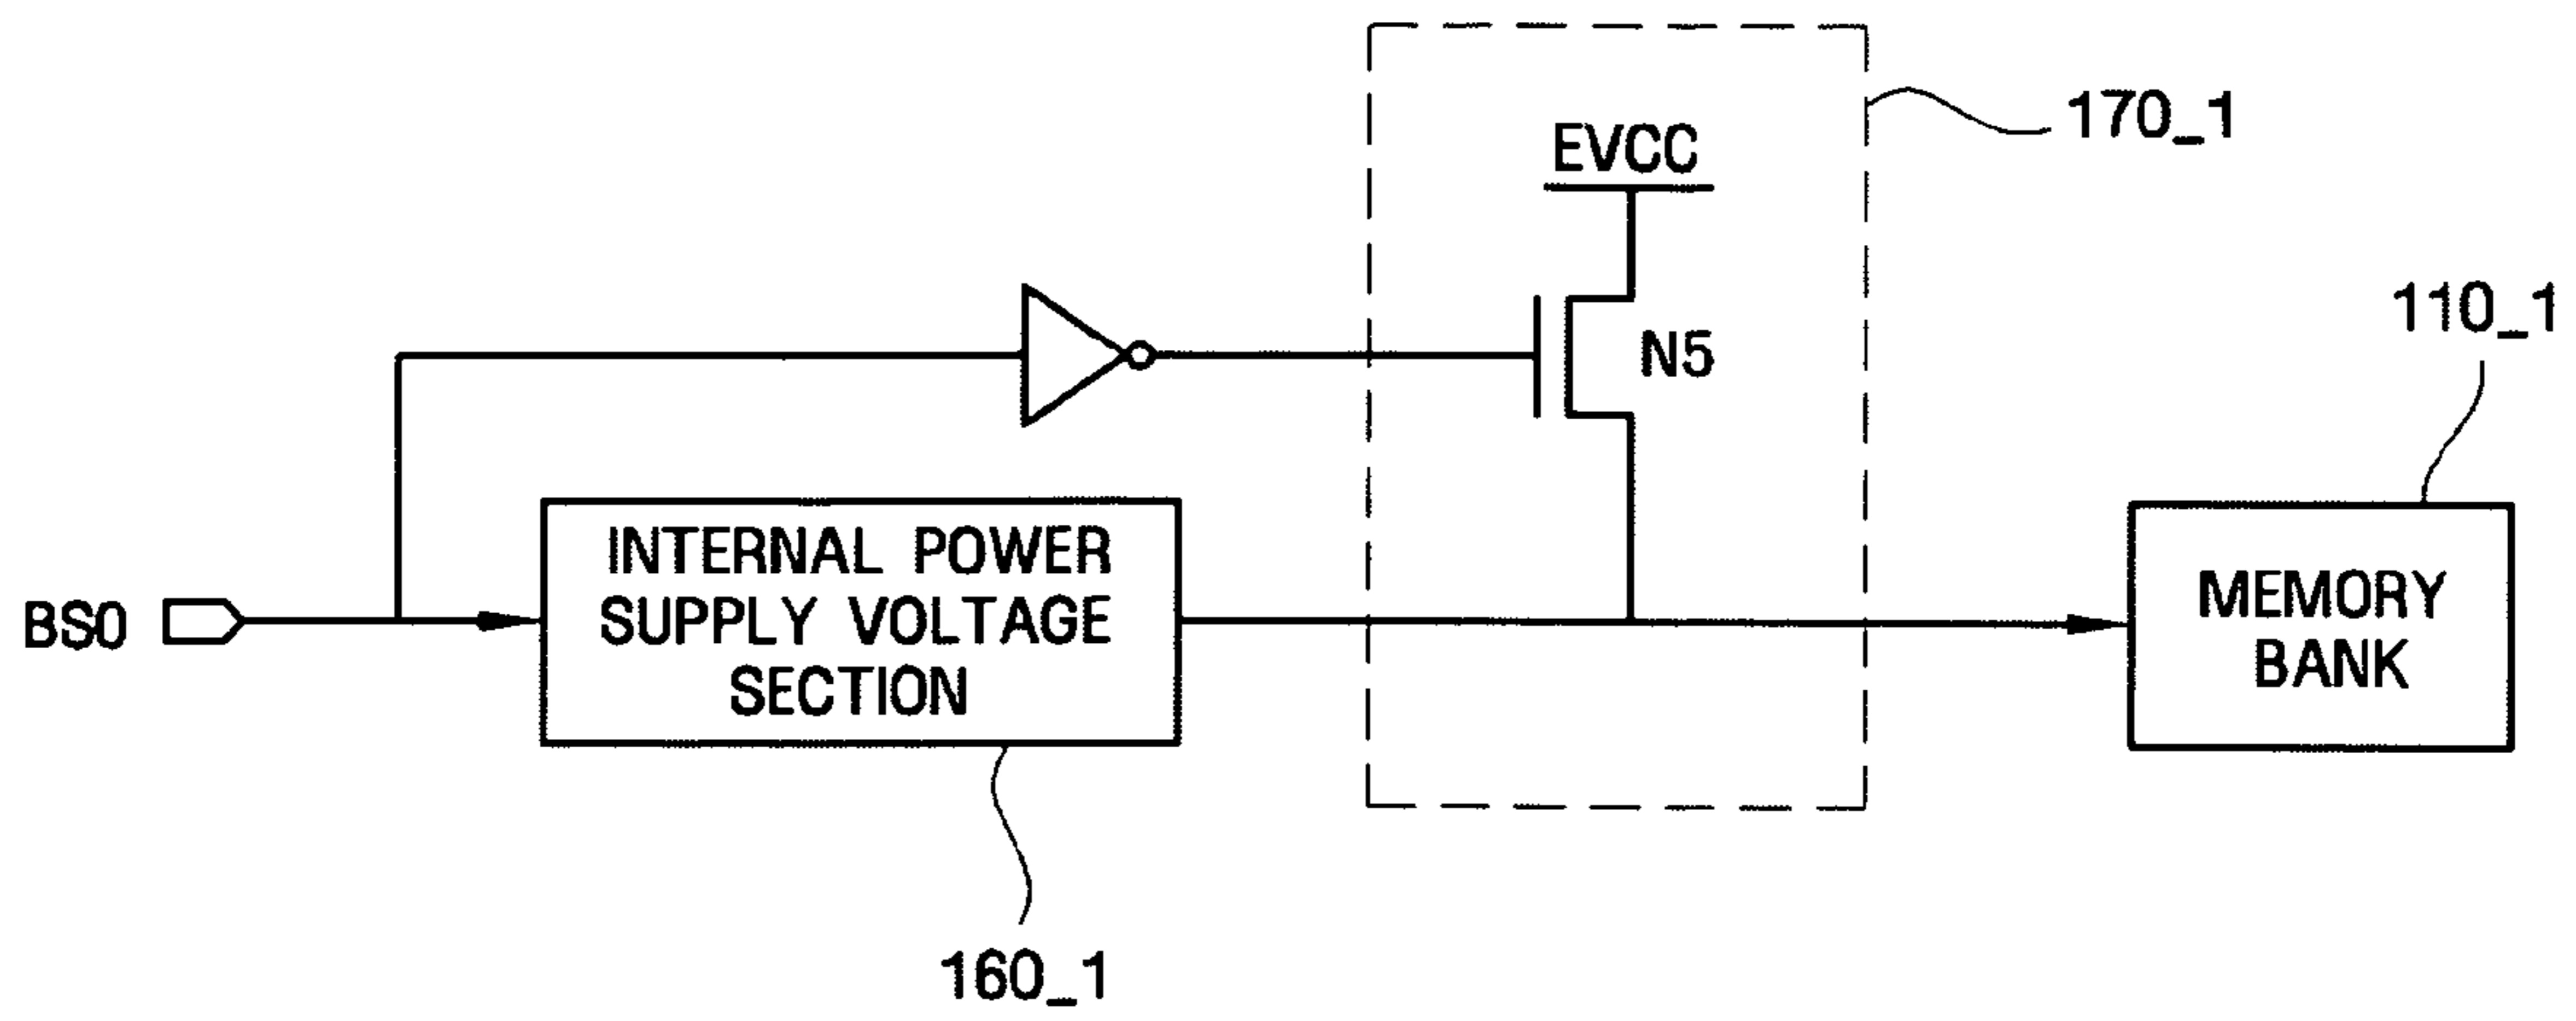 170_1
EVCC
110_1
N5
INTERNAL POWER
SUPPLY VOLTAGE
SECTION
BS0
MEMORY
BANK
160_1